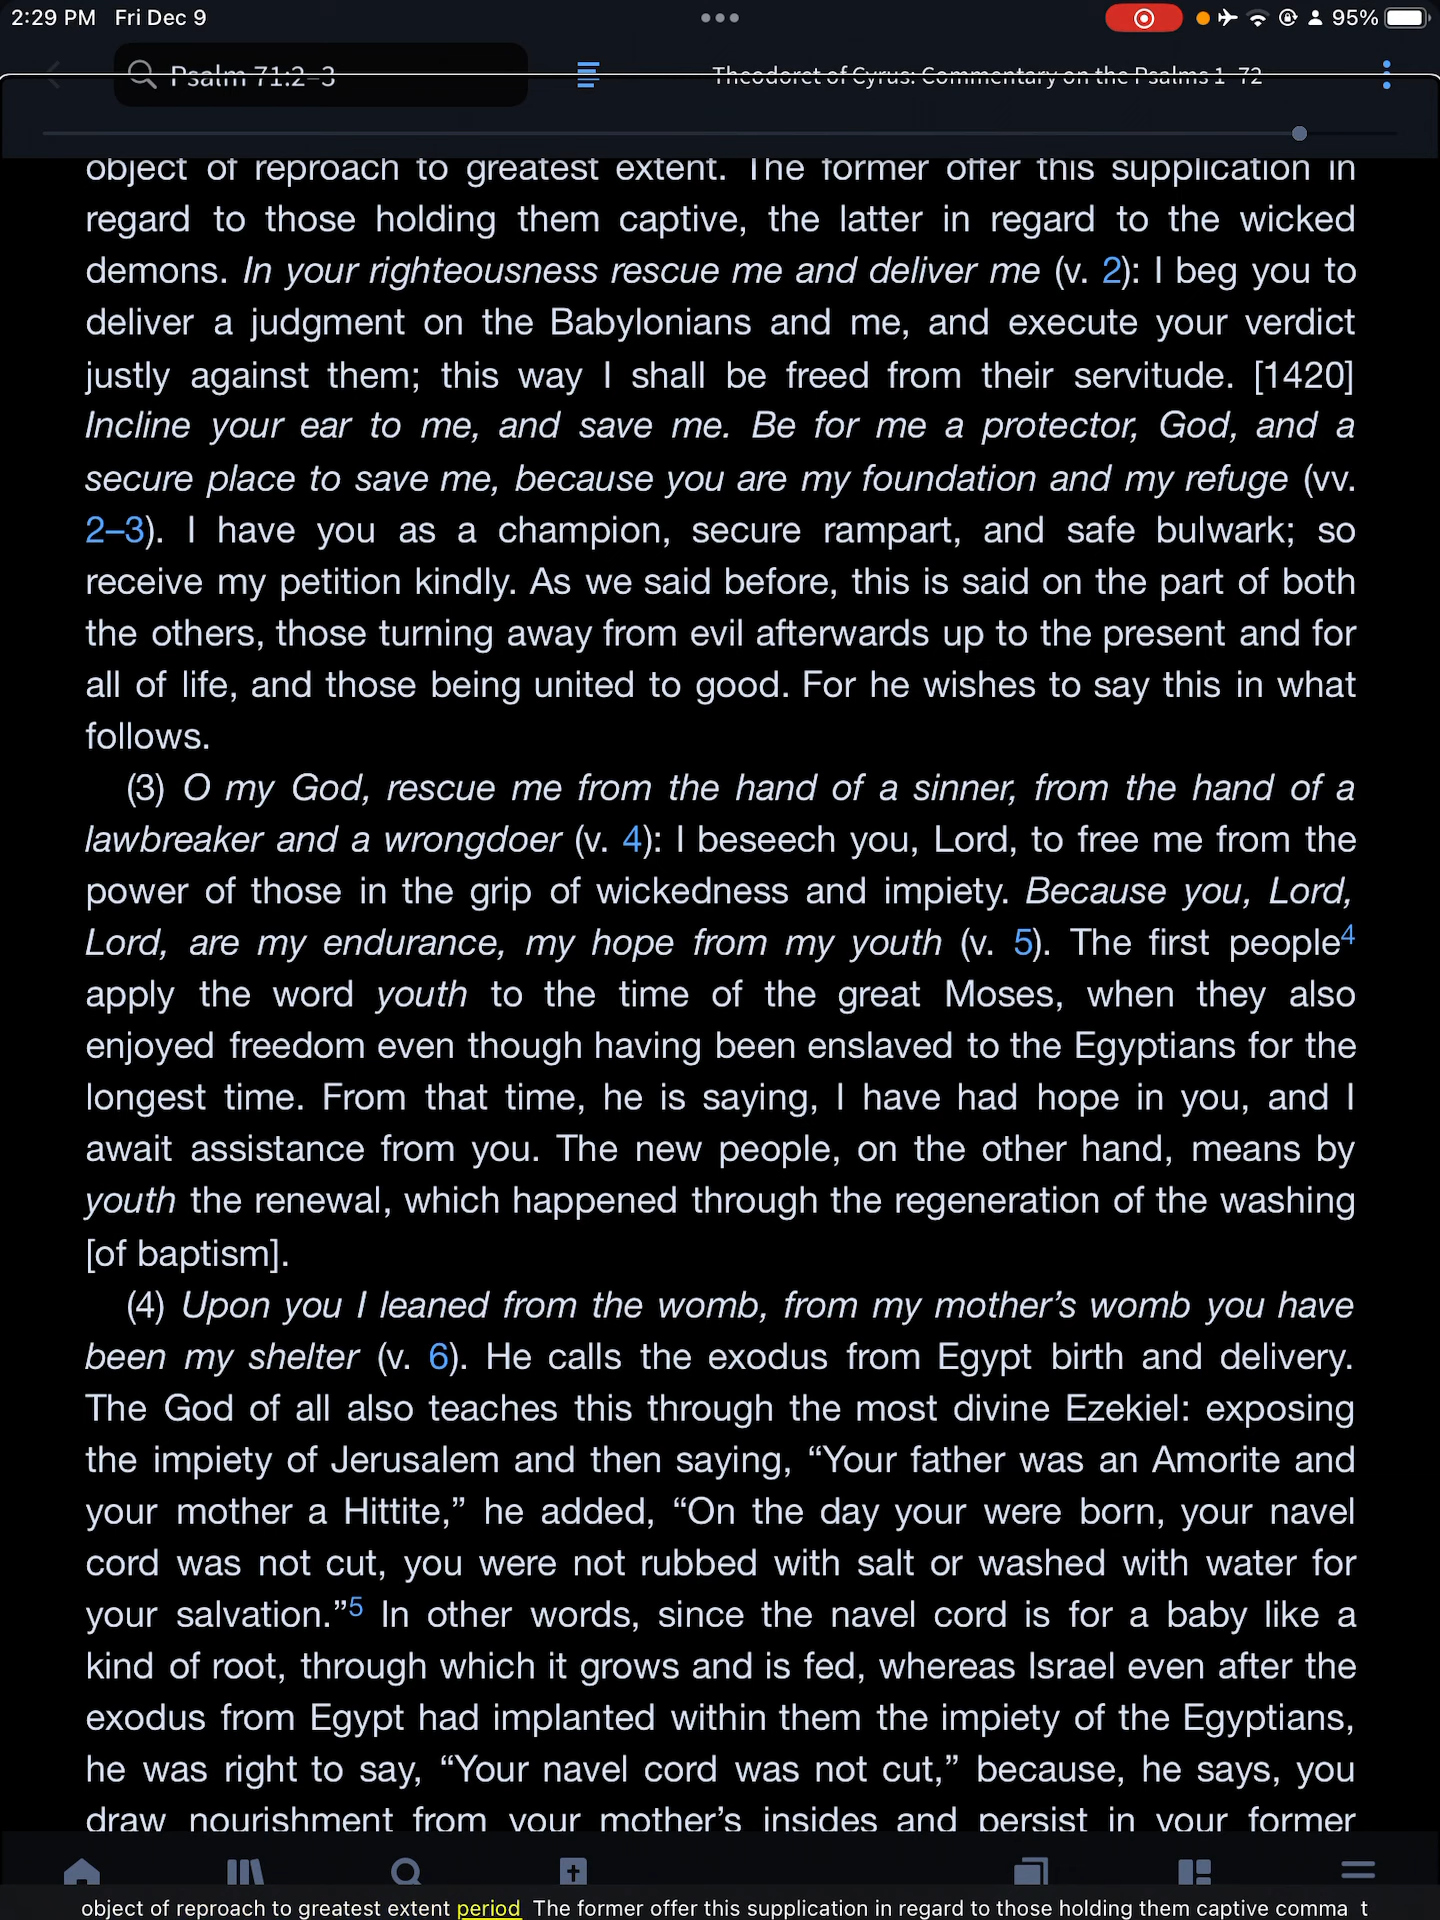 2:29 PM Fri Dec 9
95%
Psalm 71:2–3
Theodoret of Cyrus: Commentary on the Psalms 1–72
object of reproach to greatest extent. The former offer this supplication in
regard to those holding them captive, the latter in regard to the wicked
demons. In your righteousness rescue me and deliver me (v. 2): I beg you to
deliver a judgment on the Babylonians and me, and execute your verdict
justly against them; this way I shall be freed from their servitude. [1420]
Incline your ear to me, and save me. Be for me a protector, God, and a
secure place to save me, because you are my foundation and my refuge (vv.
2–3). I have you as a champion, secure rampart, and safe bulwark; so
receive my petition kindly. As we said before, this is said on the part of both
the others, those turning away from evil afterwards up to the present and for
all of life, and those being united to good. For he wishes to say this in what
follows.
(3) O my God, rescue me from the hand of a sinner, from the hand of a
lawbreaker and a wrongdoer (v. 4): I beseech you, Lord, to free me from the
power of those in the grip of wickedness and impiety. Because you, Lord,
Lord, are my endurance, my hope from my youth (v. 5). The first people4
apply the word youth to the time of the great Moses, when they also
enjoyed freedom even though having been enslaved to the Egyptians for the
longest time. From that time, he is saying, I have had hope in you, and I
await assistance from you. The new people, on the other hand, means by
youth the renewal, which happened through the regeneration of the washing
[of baptism].
(4) Upon you I leaned from the womb, from my mother’s womb you have
been my shelter (v. 6). He calls the exodus from Egypt birth and delivery.
The God of all also teaches this through the most divine Ezekiel: exposing
the impiety of Jerusalem and then saying, “Your father was an Amorite and
your mother a Hittite,” he added, “On the day your were born, your navel
cord was not cut, you were not rubbed with salt or washed with water for
your salvation.”5 In other words, since the navel cord is for a baby like a
kind of root, through which it grows and is fed, whereas Israel even after the
exodus from Egypt had implanted within them the impiety of the Egyptians,
he was right to say, “Your navel cord was not cut,” because, he says, you
draw nourishment from your mother’s insides and persist in your former
object of reproach to greatest extent period The former offer this supplication in regard to those holding them captive comma t